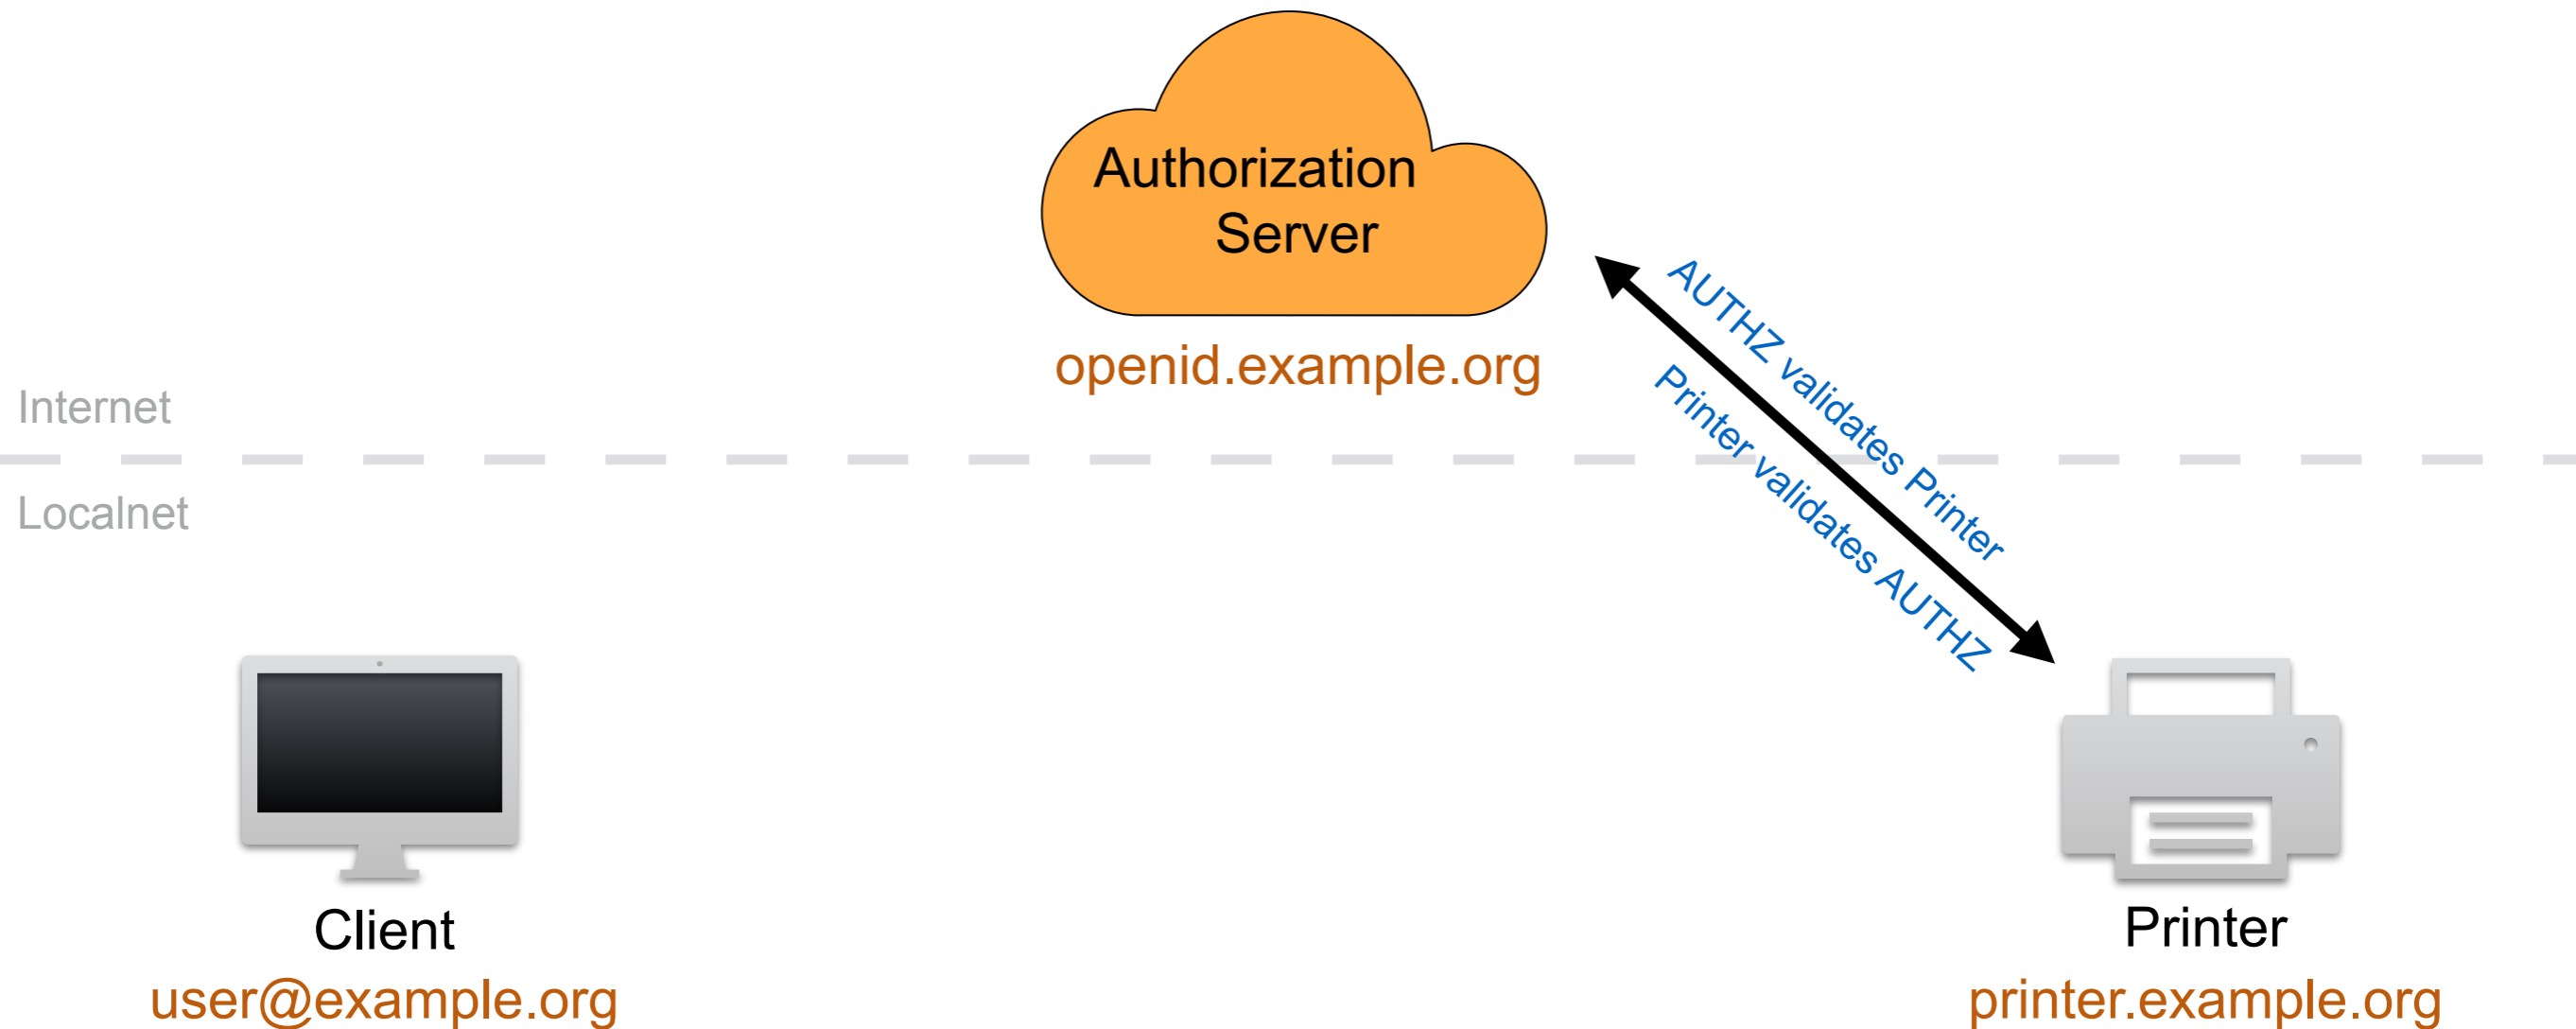 Authorization
Server
openid.example.org
AUTHZ validates Printer
Printer validates AUTHZ
Internet
Localnet
Client
user@example.org
Printer
printer.example.org